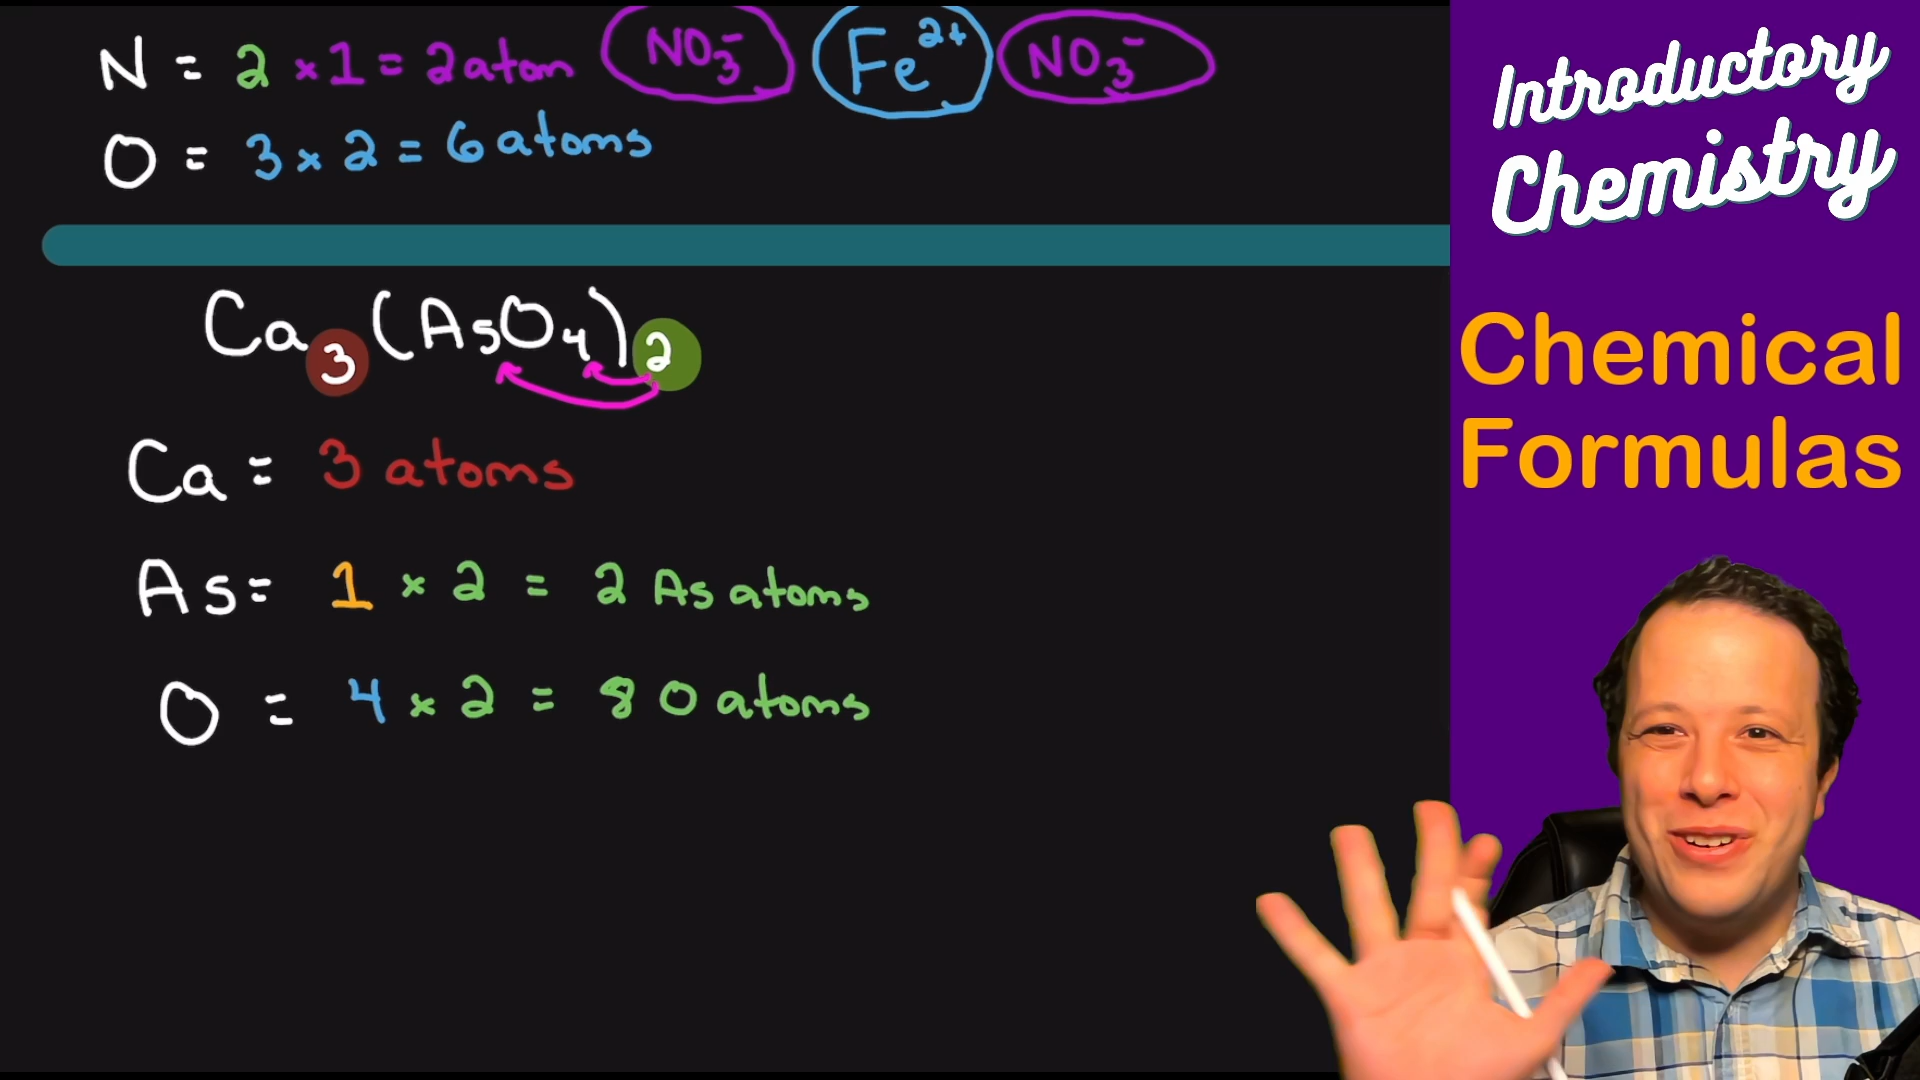 N = 2 × 1 = 2 atom NO₃⁻ Fe²⁺ NO₃⁻
O = 3 × 2 = 6 atoms
Ca₃(AsO₄)₂
Ca = 3 atoms
As = 1 × 2 = 2 As atoms
O = 4 × 2 = 8 O atoms
Introductory
Chemistry
Chemical
Formulas